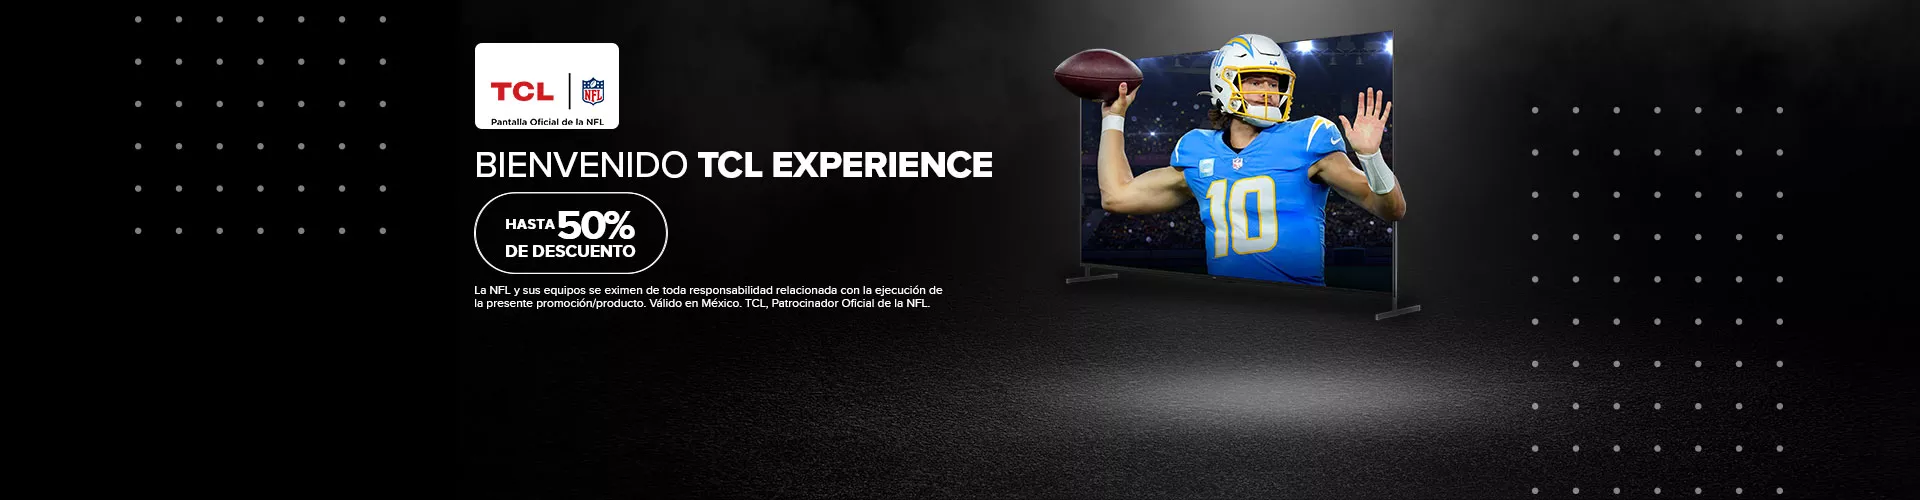 TCL | NFL
Pantalla Oficial de la NFL
BIENVENIDO TCL EXPERIENCE
HASTA 50%
DE DESCUENTO
La NFL y sus equipos se eximen de toda responsabilidad relacionada con la ejecución de
la presente promoción/producto. Válido en México. TCL, Patrocinador Oficial de la NFL.
10